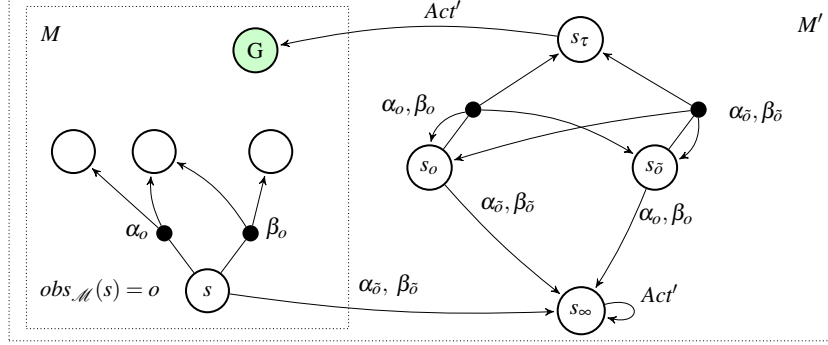 Act′
M
M′
G
s_τ
α_o, β_o
α_õ, β_õ
s_o
s_õ
α_õ, β_õ
α_o, β_o
α_o
β_o
obs_ℳ(s) = o
s
α_õ, β_õ
s_∞
Act′